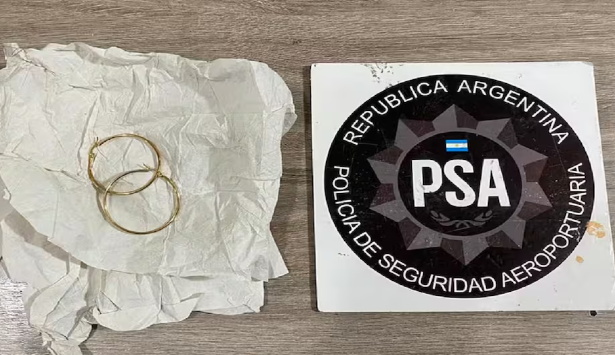 REPUBLICA ARGENTINA
PSA
POLICIA DE SEGURIDAD AEROPORTUARIA